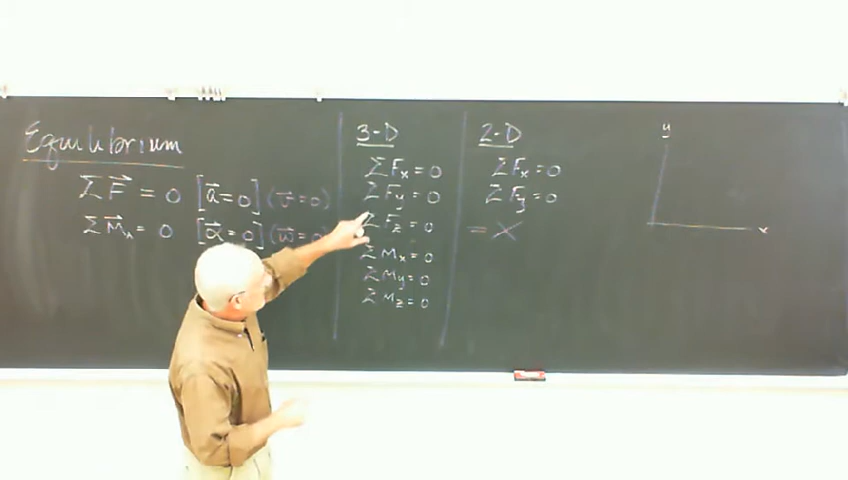 Equilibrium
ΣF⃗ = 0 [a⃗=0] (v⃗=0)
ΣM⃗ₐ = 0 [α⃗=0] (ω⃗=0
3-D
ΣFx = 0
ΣFy = 0
ΣFz = 0
ΣMx = 0
ΣMy = 0
ΣMz = 0
2-D
ΣFx = 0
ΣFy = 0
= X
y
x